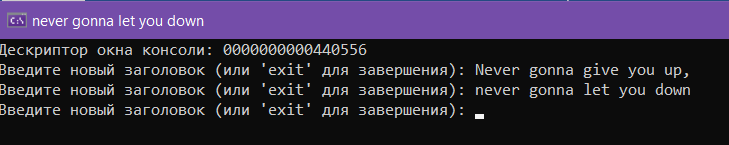 never gonna let you down
Дескриптор окна консоли: 0000000000440556
Введите новый заголовок (или 'exit' для завершения): Never gonna give you up,
Введите новый заголовок (или 'exit' для завершения): never gonna let you down
Введите новый заголовок (или 'exit' для завершения):